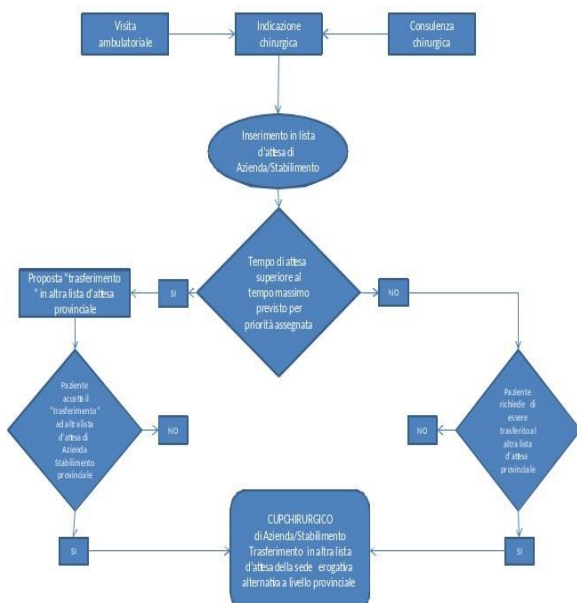 Visita
ambulatoriale
Indicazione
chirurgica
Consulenza
chirurgica
Inserimento in lista
d'attesa di
Azienda/Stabilimento
Tempo di attesa
superiore al
tempo massimo
previsto per
priorità assegnata
Proposta "trasferimento
" in altra lista d'attesa
provinciale
SI
NO
Paziente
accetta il
"trasferimento"
ad altra lista
d'attesa di
Azienda
Stabilimento
provinciale
NO
NO
Paziente
richiede di
essere
trasferito al
altra lista
d'attesa
provinciale
SI
CUPCHIRURGICO
di Azienda/Stabilimento
Trasferimento in altra lista
d'attesa della sede erogativa
alternativa a livello provinciale
SI